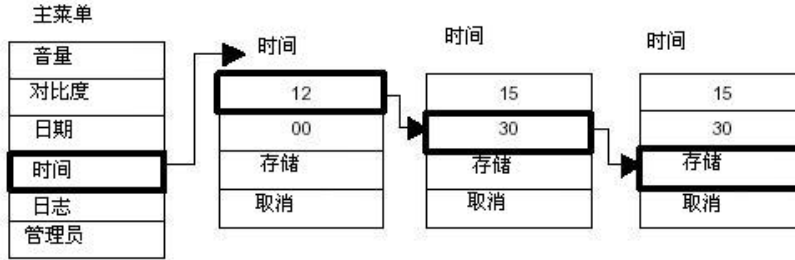 主菜单
音量
对比度
日期
时间
日志
管理员
时间
12
00
存储
取消
时间
15
30
存储
取消
时间
15
30
存储
取消